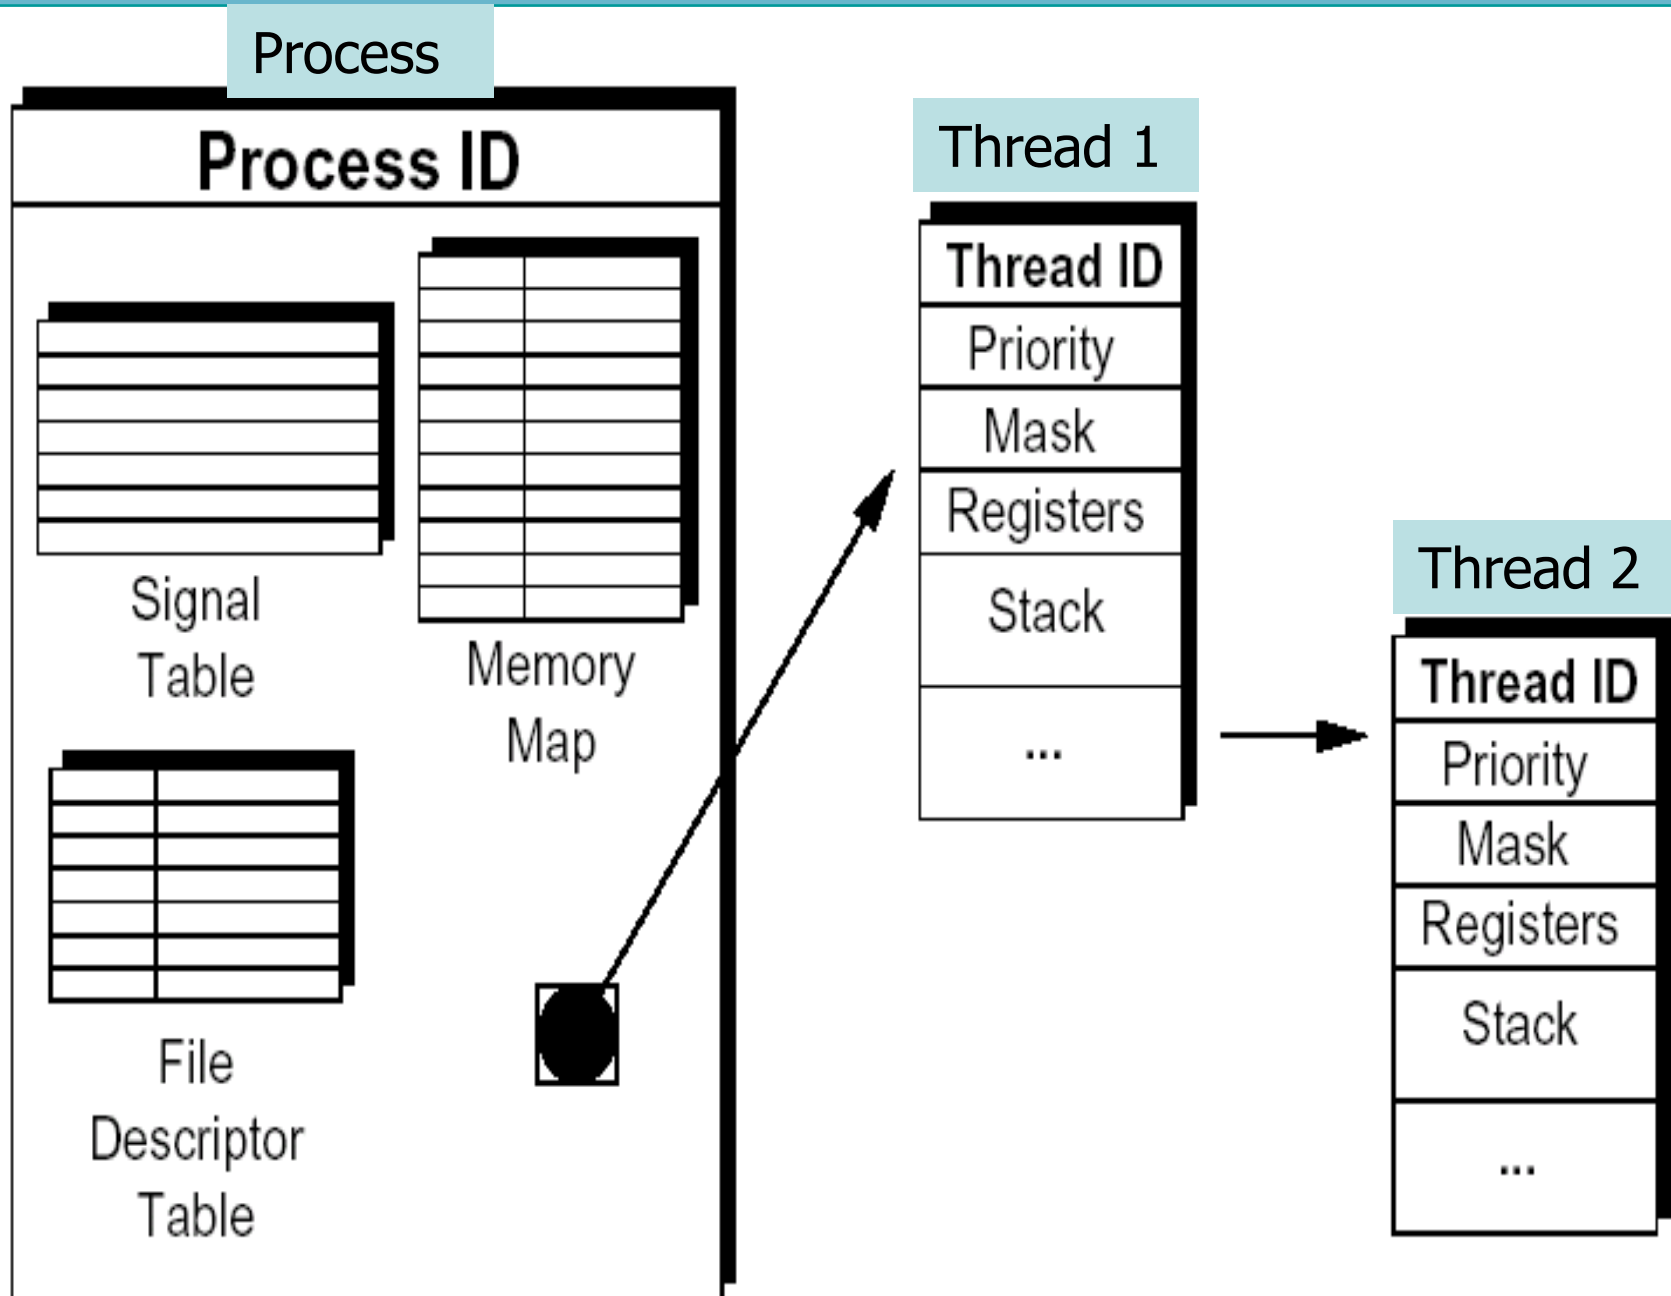 Process
Process ID
Signal
Table
Memory
Map
File
Descriptor
Table
Thread 1
Thread ID
Priority
Mask
Registers
Stack
...
Thread 2
Thread ID
Priority
Mask
Registers
Stack
...